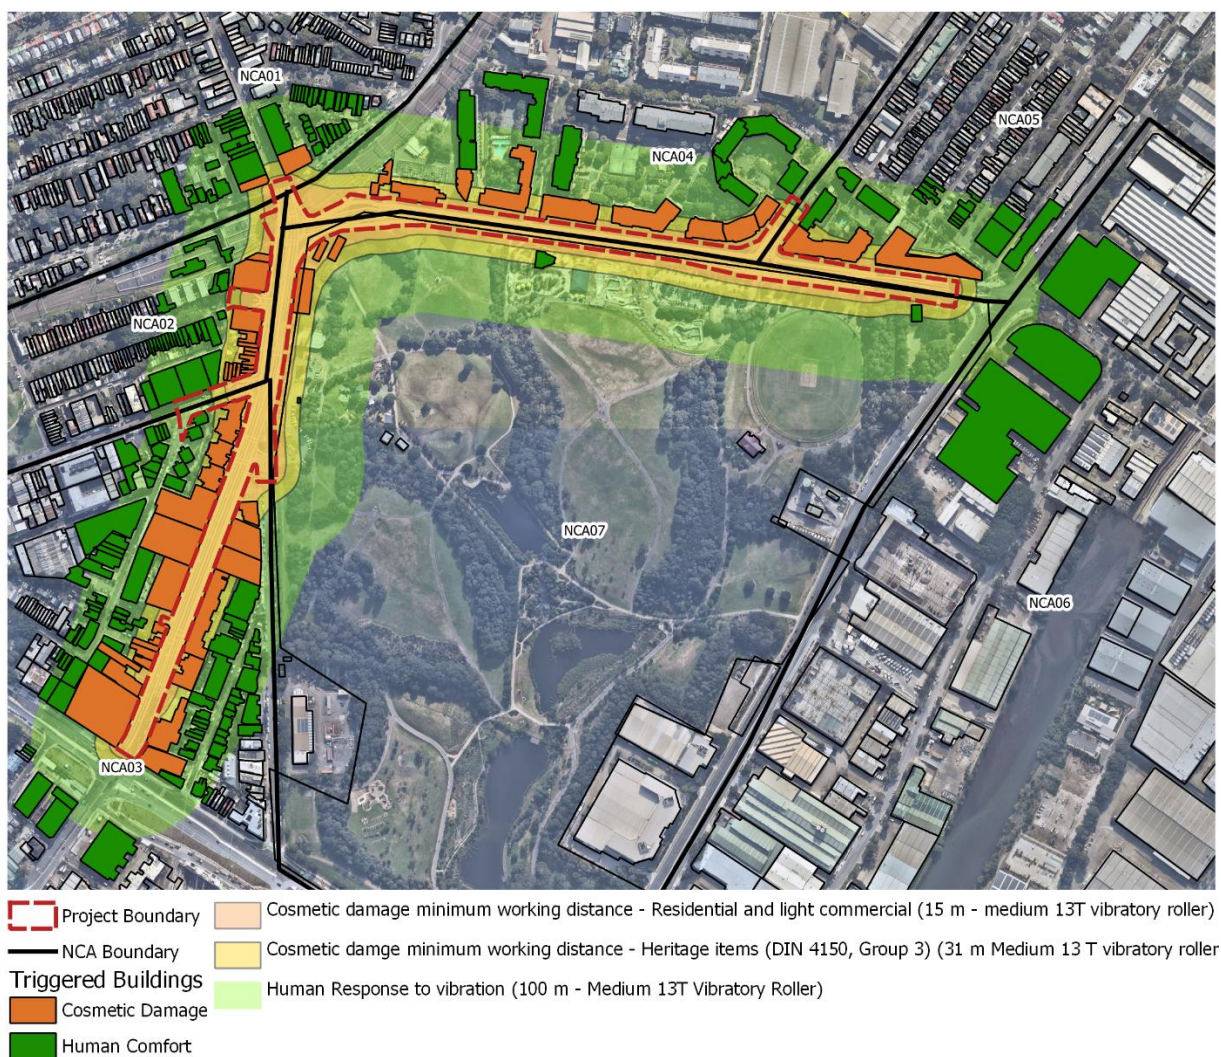 NCA01
NCA05
NCA04
NCA02
NCA07
NCA06
NCA03
Project Boundary
NCA Boundary
Triggered Buildings
Cosmetic Damage
Human Comfort
Cosmetic damage minimum working distance - Residential and light commercial (15 m - medium 13T vibratory roller)
Cosmetic damge minimum working distance - Heritage items (DIN 4150, Group 3) (31 m Medium 13 T vibratory roller
Human Response to vibration (100 m - Medium 13T Vibratory Roller)